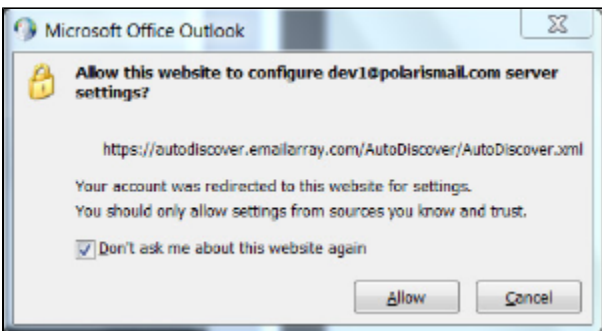 Microsoft Office Outlook
Allow this website to configure dev1@polarismail.com server
settings?
https://autodiscover.emailarray.com/AutoDiscover/AutoDiscover.xml
Your account was redirected to this website for settings.
You should only allow settings from sources you know and trust.
Don't ask me about this website again
Allow Cancel